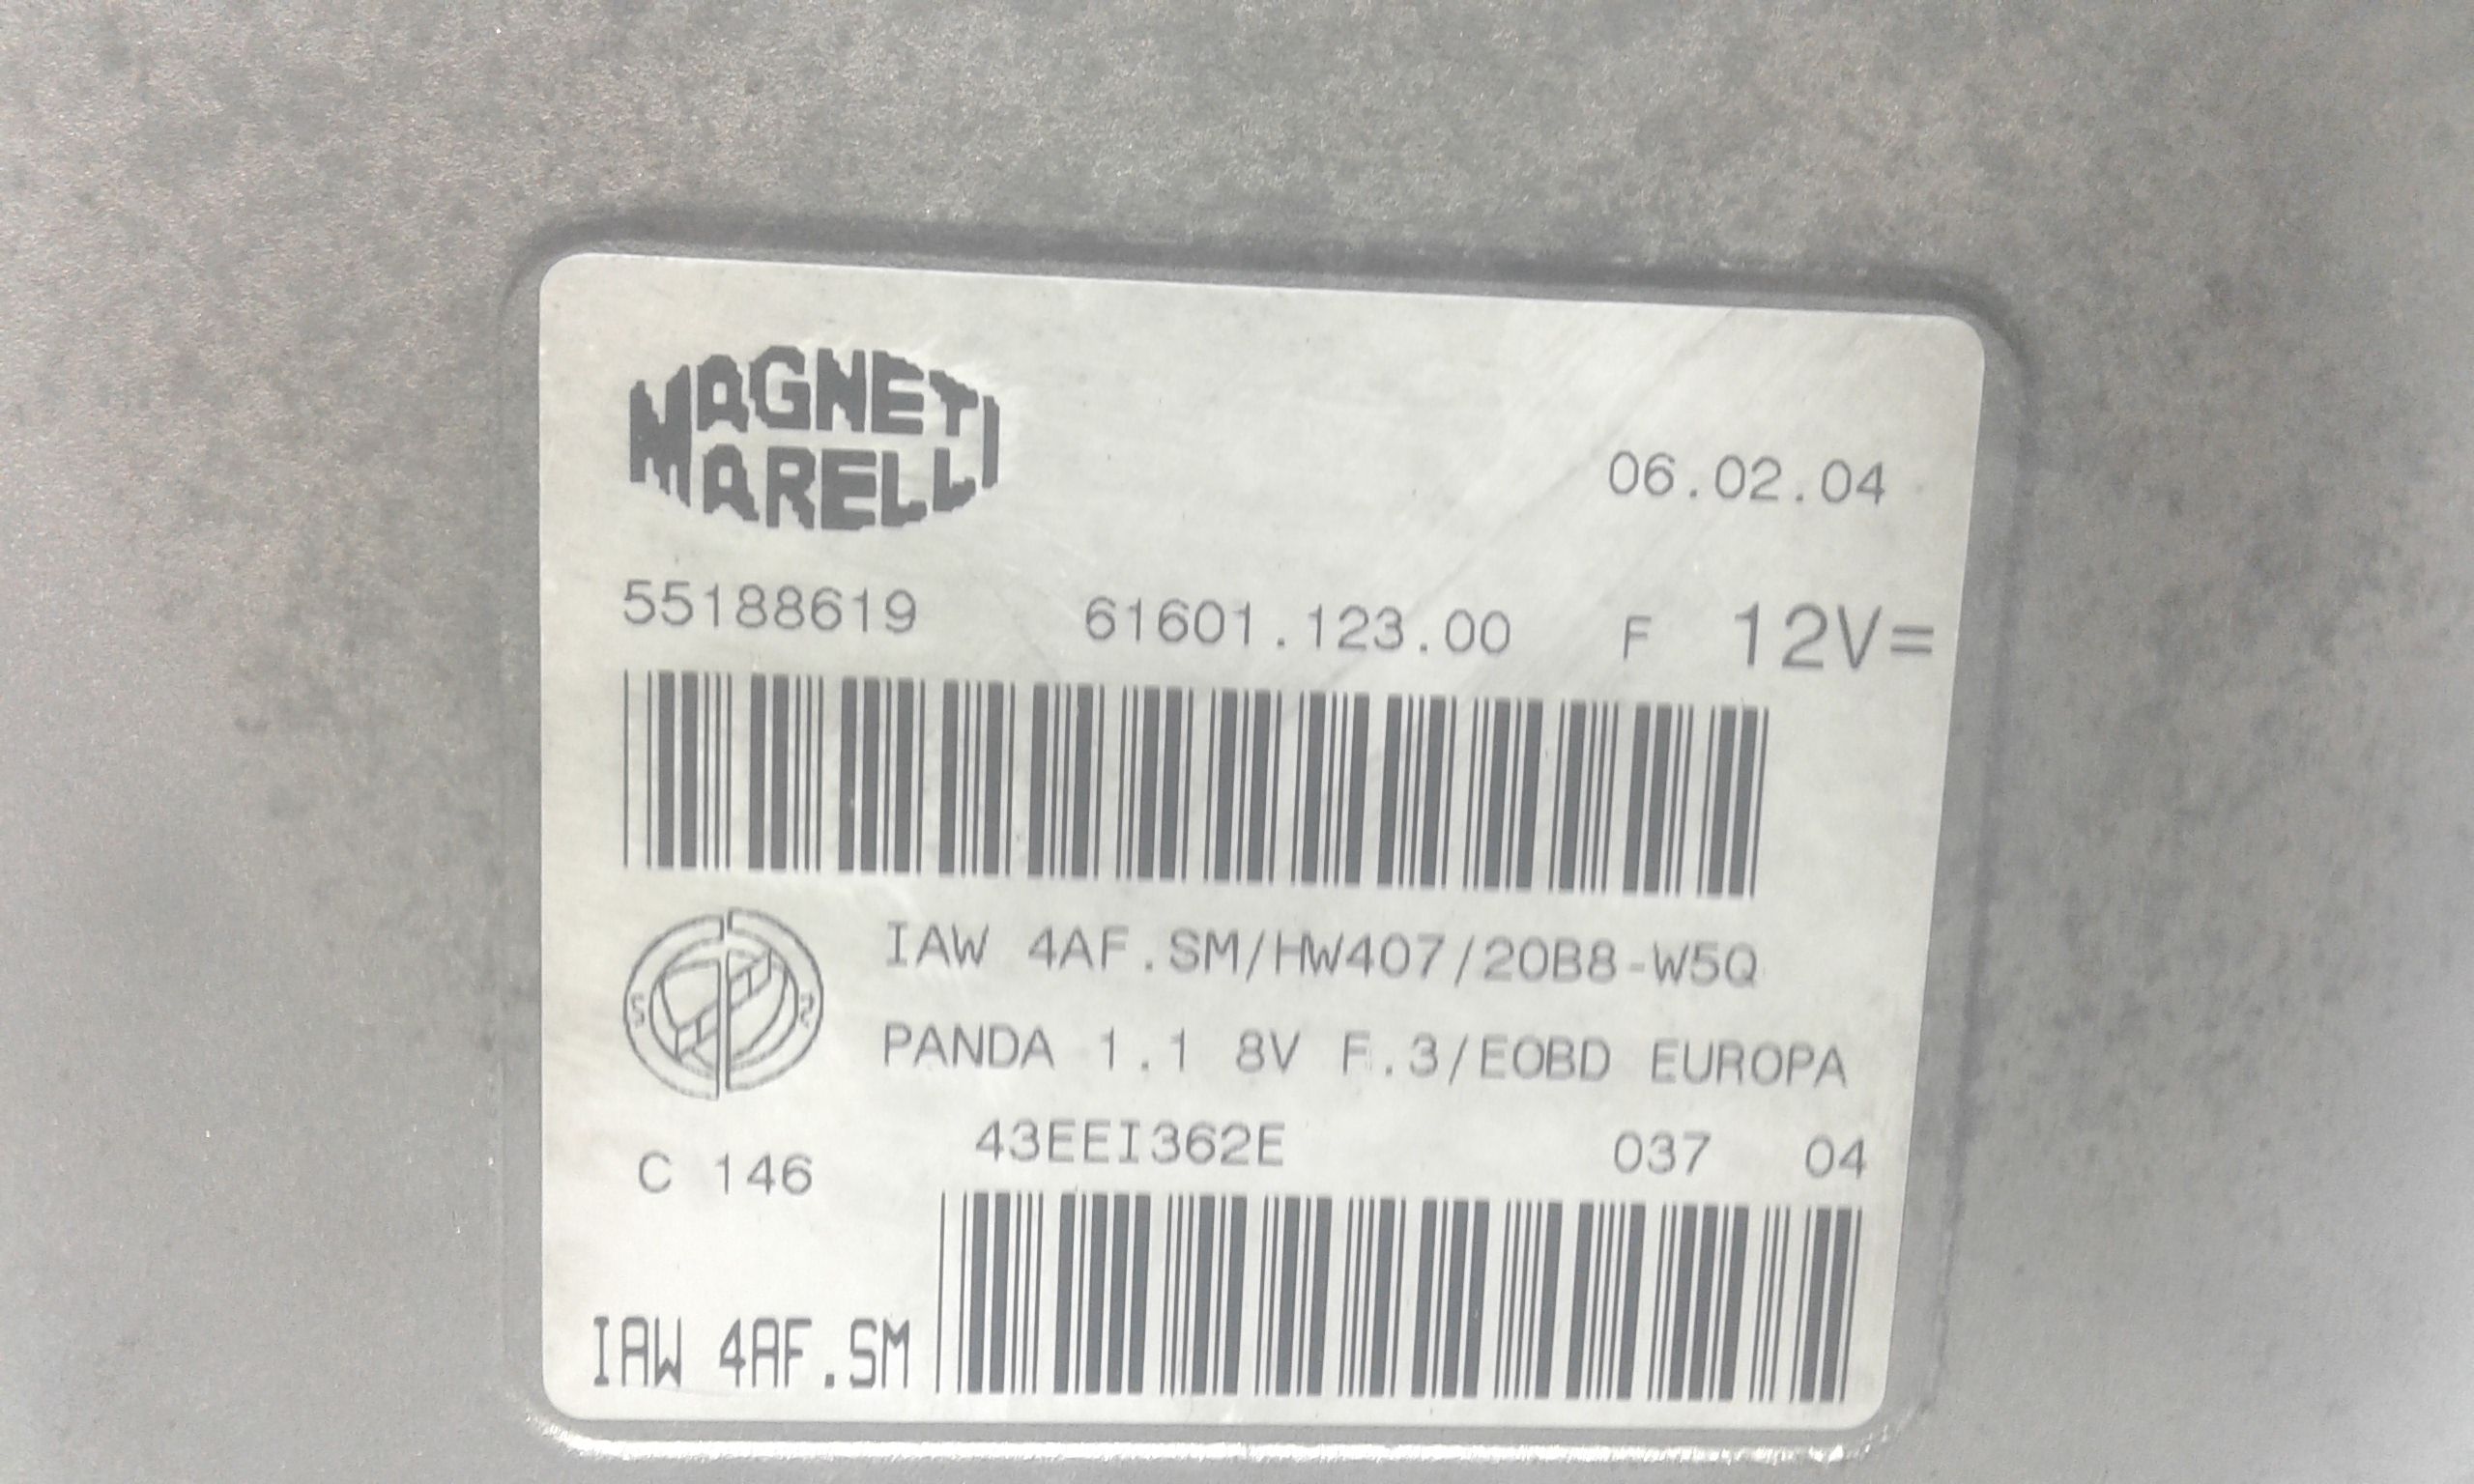 MAGNETI
MARELLI
06.02.04
55188619 61601.123.00 F 12V=
IAW 4AF.SM/HW407/20B8-W5Q
PANDA 1.1 8V F.3/EOBD EUROPA
43EEI362E 037 04
C 146
IAW 4AF.SM